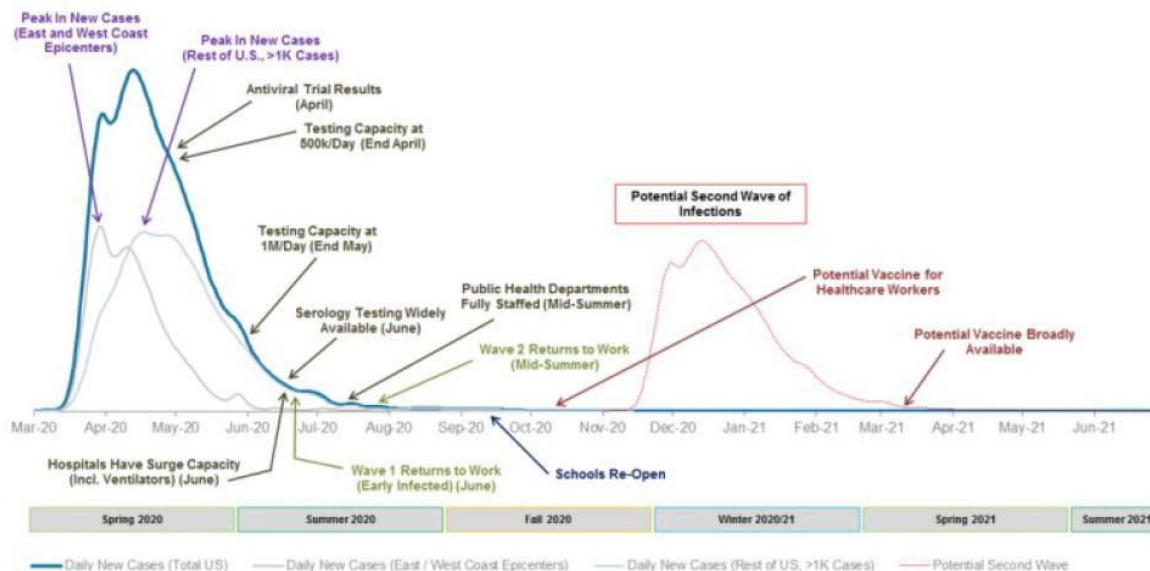 Peak In New Cases
(East and West Coast
Epicenters)
Peak In New Cases
(Rest of U.S., >1K Cases)
Antiviral Trial Results
(April)
Testing Capacity at
500k/Day (End April)
Potential Second Wave of
Infections
Testing Capacity at
1M/Day (End May)
Potential Vaccine for
Healthcare Workers
Public Health Departments
Fully Staffed (Mid-Summer)
Serology Testing Widely
Available (June)
Wave 2 Returns to Work
(Mid-Summer)
Potential Vaccine Broadly
Available
Mar-20 Apr-20 May-20 Jun-20 Jul-20 Aug-20 Sep-20 Oct-20 Nov-20 Dec-20 Jan-21 Feb-21 Mar-21 Apr-21 May-21 Jun-21
Hospitals Have Surge Capacity
(Incl. Ventilators) (June)
Wave 1 Returns to Work
(Early Infected) (June)
Schools Re-Open
Spring 2020 Summer 2020 Fall 2020 Winter 2020/21 Spring 2021 Summer 2021
Daily New Cases (Total US) Daily New Cases (East / West Coast Epicenters) Daily New Cases (Rest of US, >1K Cases) Potential Second Wave